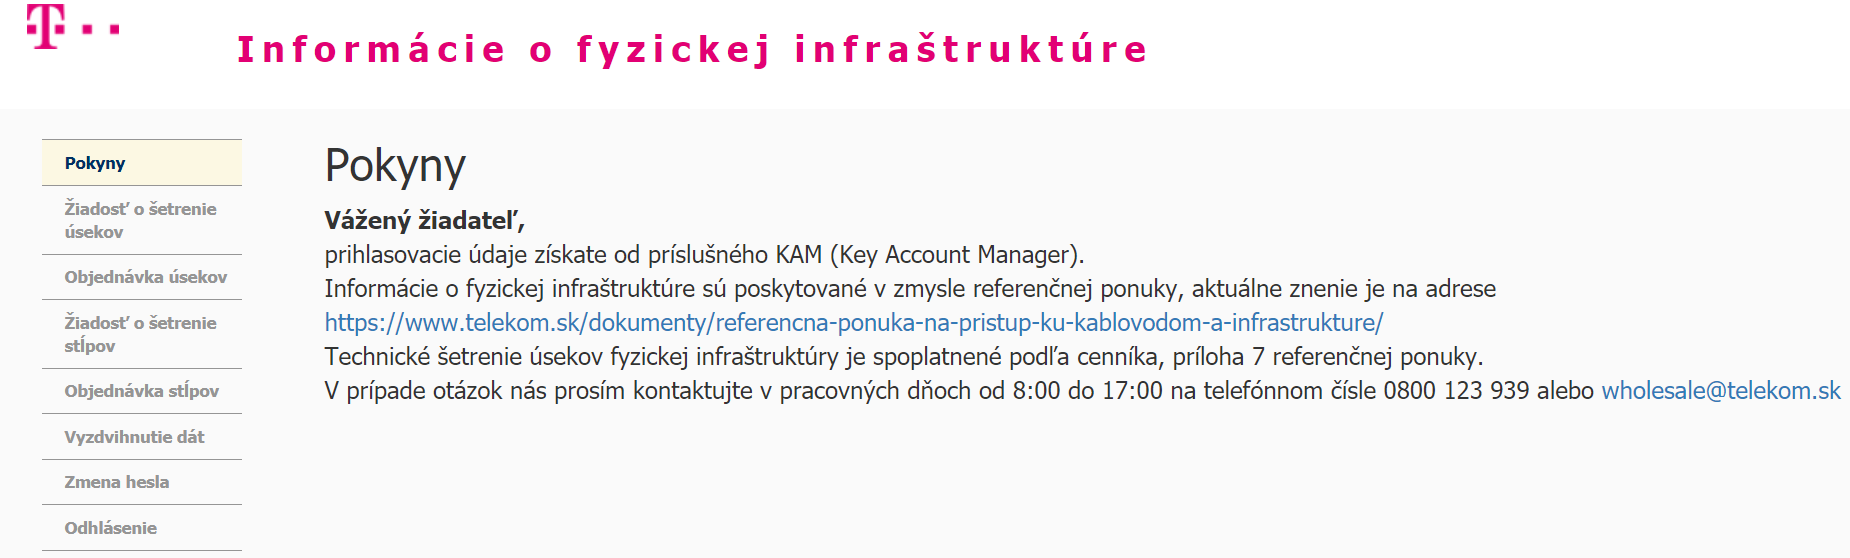 T
Informácie o fyzickej infraštruktúre
Pokyny
Žiadosť o šetrenie
úsekov
Objednávka úsekov
Žiadosť o šetrenie
stĺpov
Objednávka stĺpov
Vyzdvihnutie dát
Zmena hesla
Odhlásenie
Pokyny
Vážený žiadateľ,
prihlasovacie údaje získate od príslušného KAM (Key Account Manager).
Informácie o fyzickej infraštruktúre sú poskytované v zmysle referenčnej ponuky, aktuálne znenie je na adrese
https://www.telekom.sk/dokumenty/referencna-ponuka-na-pristup-ku-kablovodom-a-infrastrukture/
Technické šetrenie úsekov fyzickej infraštruktúry je spoplatnené podľa cenníka, príloha 7 referenčnej ponuky.
V prípade otázok nás prosím kontaktujte v pracovných dňoch od 8:00 do 17:00 na telefónnom čísle 0800 123 939 alebo wholesale@telekom.sk